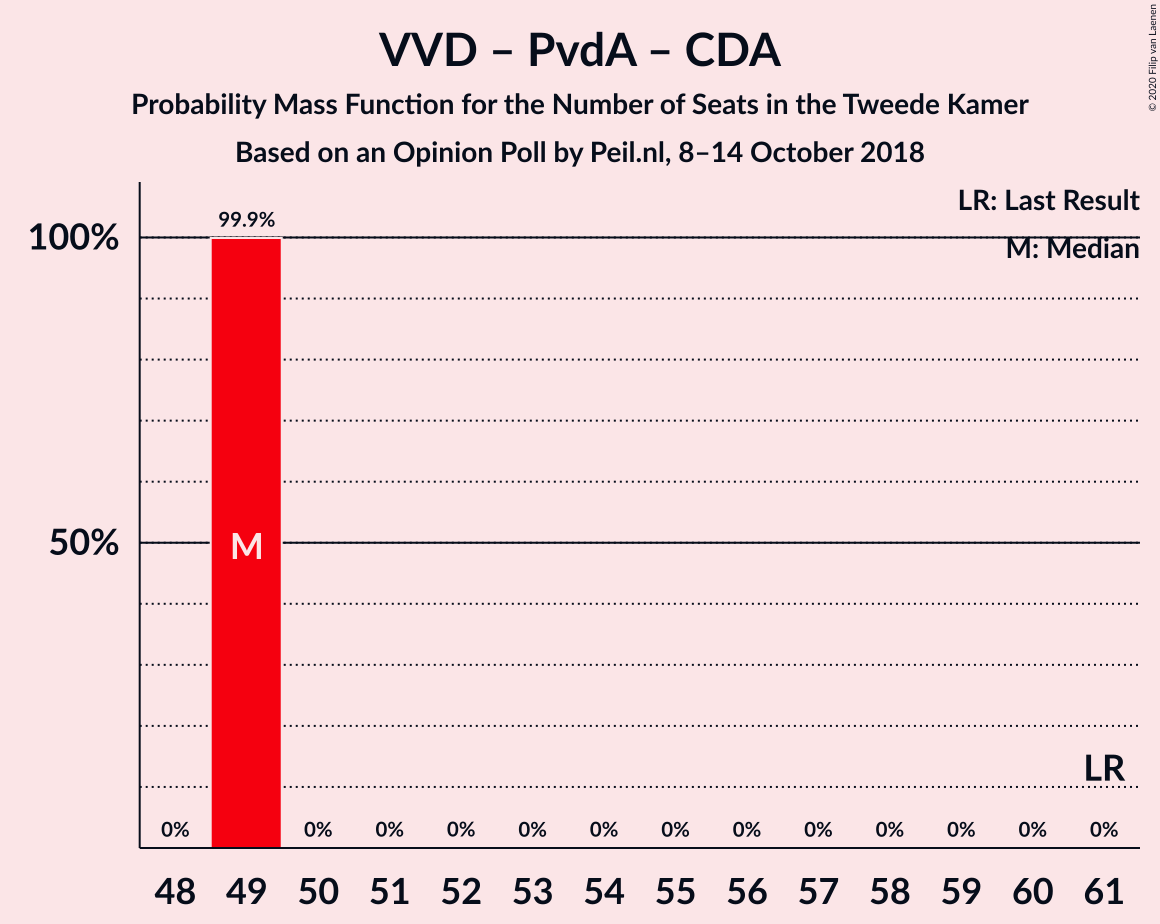 VVD – PvdA – CDA
Probability Mass Function for the Number of Seats in the Tweede Kamer
Based on an Opinion Poll by Peil.nl, 8–14 October 2018
© 2020 Filip van Laenen
LR: Last Result
M: Median
99.9%
100%
50%
M
LR
0% 0% 0% 0% 0% 0% 0% 0% 0% 0% 0% 0% 0%
48 49 50 51 52 53 54 55 56 57 58 59 60 61